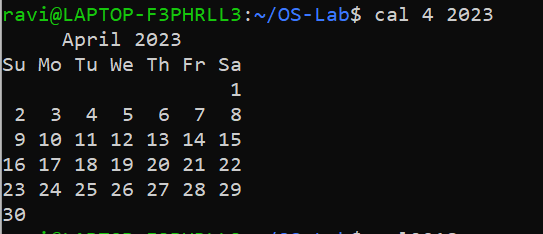 ravi@LAPTOP-F3PHRLL3:~/OS-Lab$ cal 4 2023
     April 2023
Su Mo Tu We Th Fr Sa
                   1
 2  3  4  5  6  7  8
 9 10 11 12 13 14 15
16 17 18 19 20 21 22
23 24 25 26 27 28 29
30